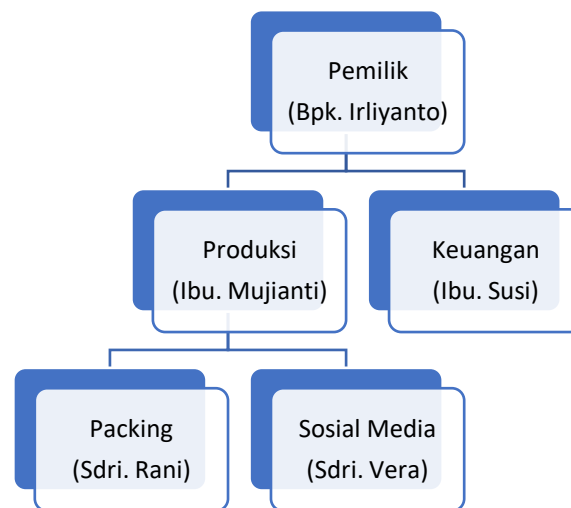 Pemilik
(Bpk. Irliyanto)
Produksi
(Ibu. Mujianti)
Keuangan
(Ibu. Susi)
Packing
(Sdri. Rani)
Sosial Media
(Sdri. Vera)